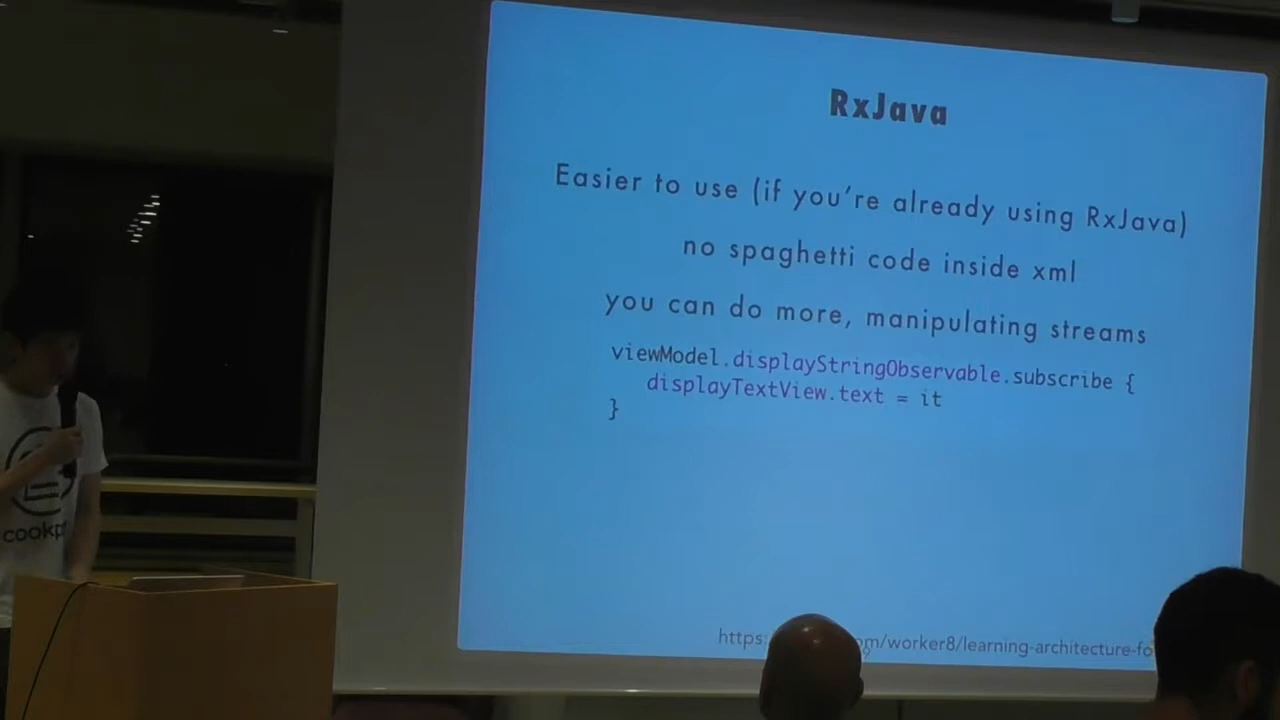 RxJava
Easier to use (if you're already using RxJava)
no spaghetti code inside xml
you can do more, manipulating streams
viewModel.displayStringObservable.subscribe {
displayTextView.text = it
}
https: om/worker8/learning-architecture-fo